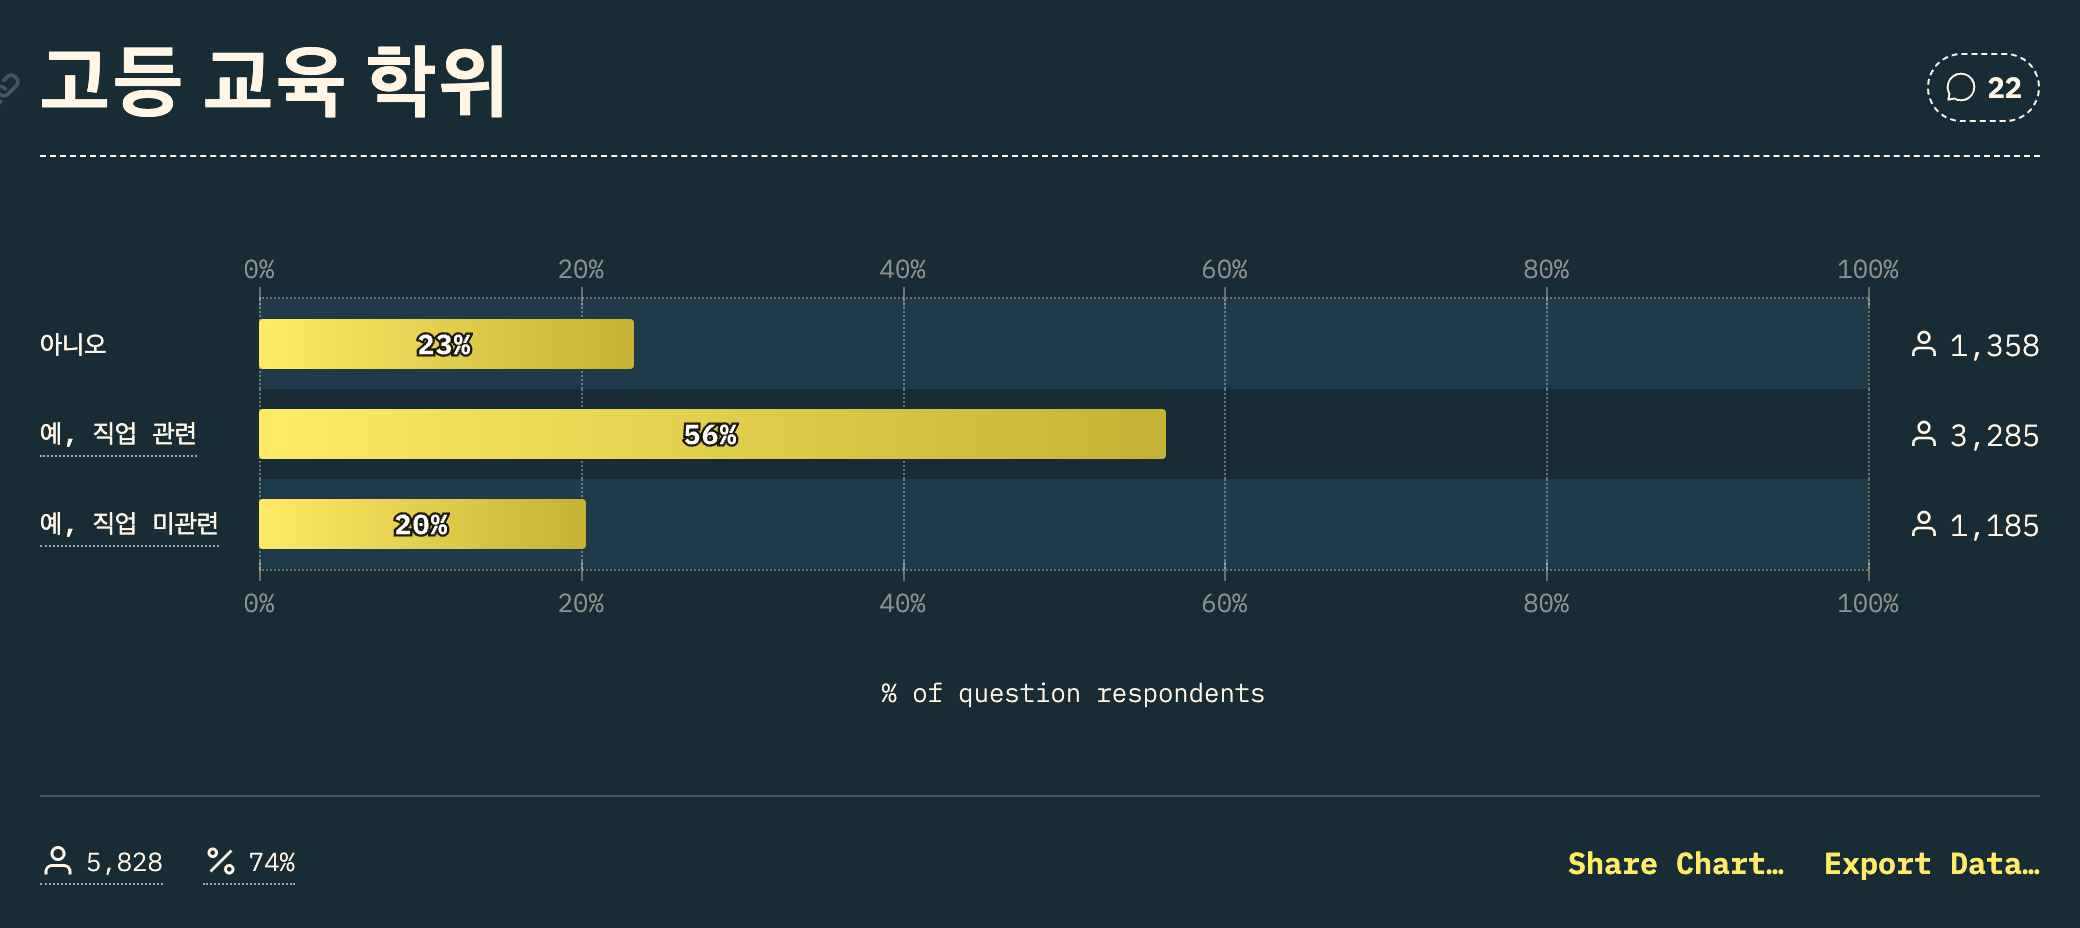 고등 교육 학위
22
0% 20% 40% 60% 80% 100%
아니오 23% 1,358
예, 직업 관련 56% 3,285
예, 직업 미관련 20% 1,185
0% 20% 40% 60% 80% 100%
% of question respondents
5,828 74% Share Chart… Export Data…